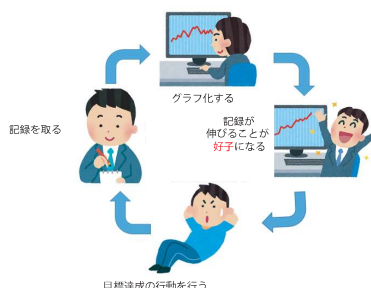 グラフ化する
記録を取る
記録が
伸びることが
好子になる
目標達成の行動を行う